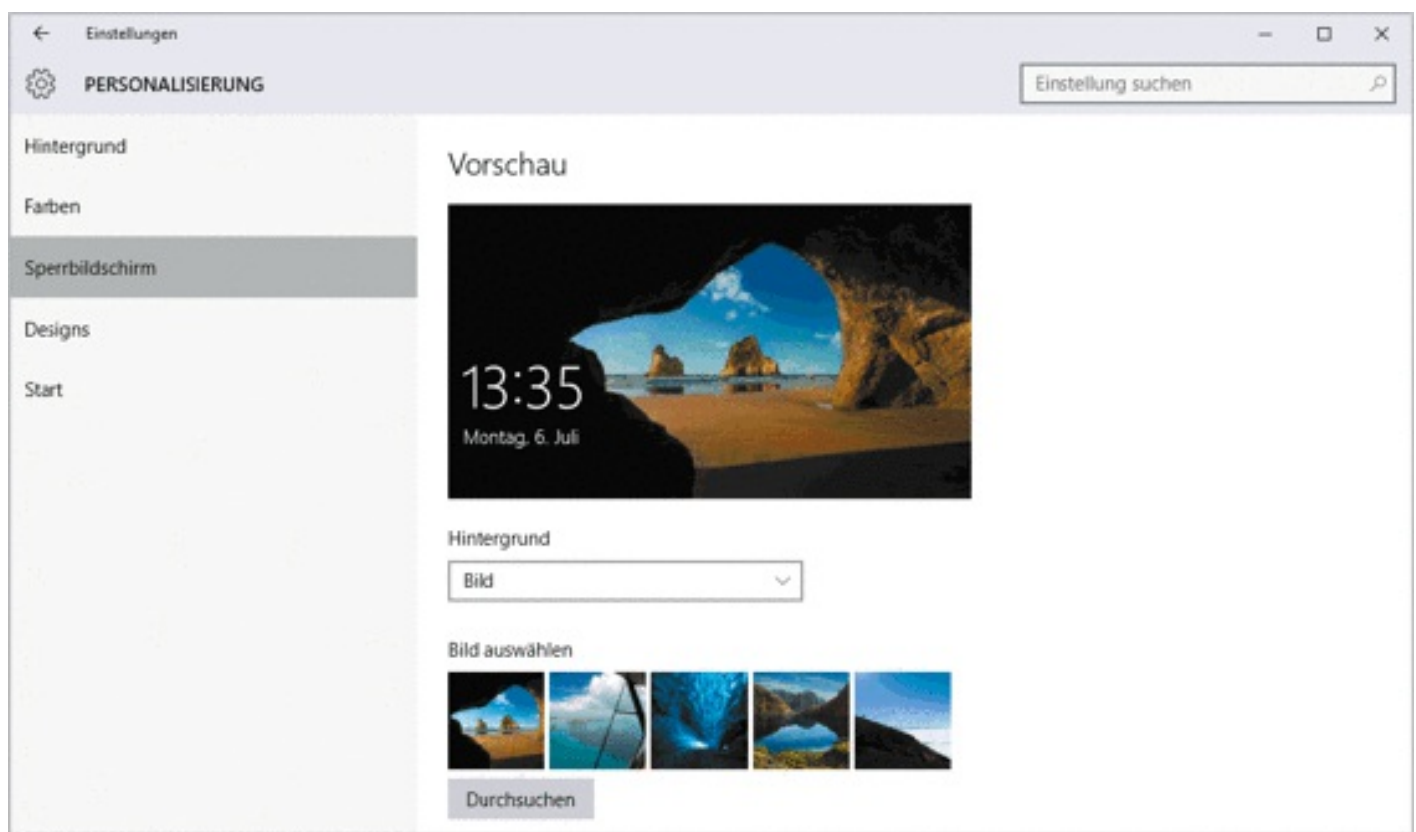 Einstellungen
PERSONALISIERUNG
Einstellung suchen
Hintergrund
Farben
Sperrbildschirm
Designs
Start
Vorschau
13:35
Montag, 6. Juli
Hintergrund
Bild
Bild auswählen
Durchsuchen